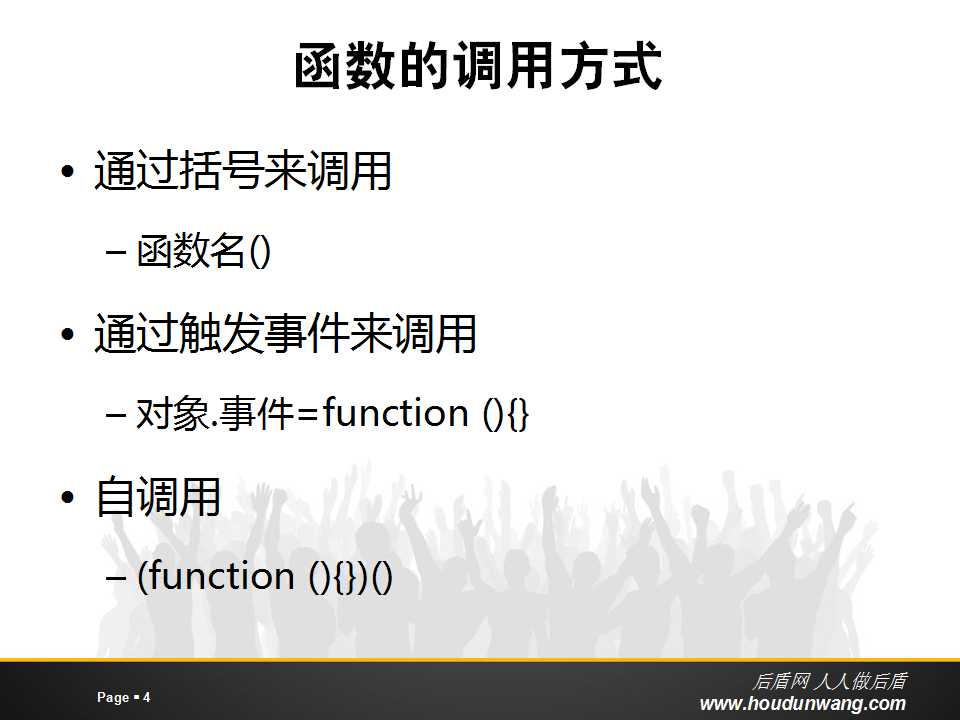 函数的调用方式
• 通过括号来调用
– 函数名()
• 通过触发事件来调用
– 对象.事件=function (){}
• 自调用
– (function (){})()
Page ▪ 4
后盾网 人人做后盾
www.houdunwang.com